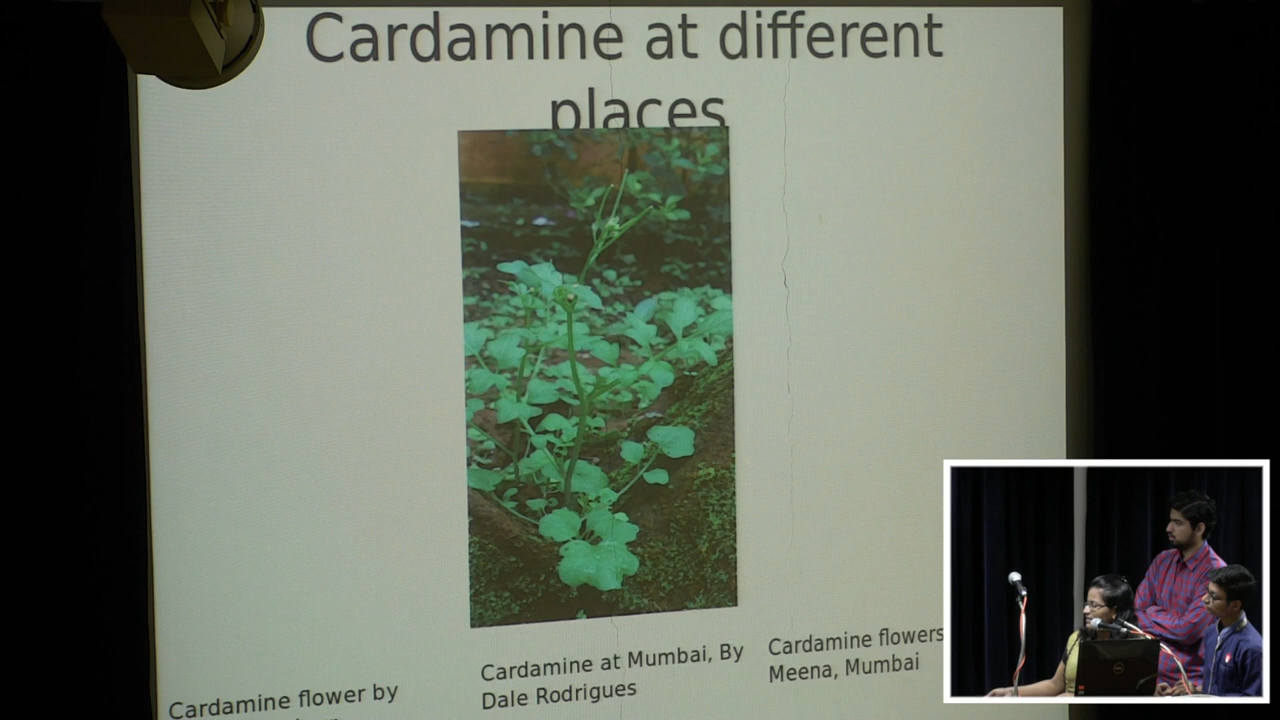 Cardamine at different
places
Cardamine flower by
Cardamine at Mumbai, By
Dale Rodrigues
Cardamine flowers
Meena, Mumbai